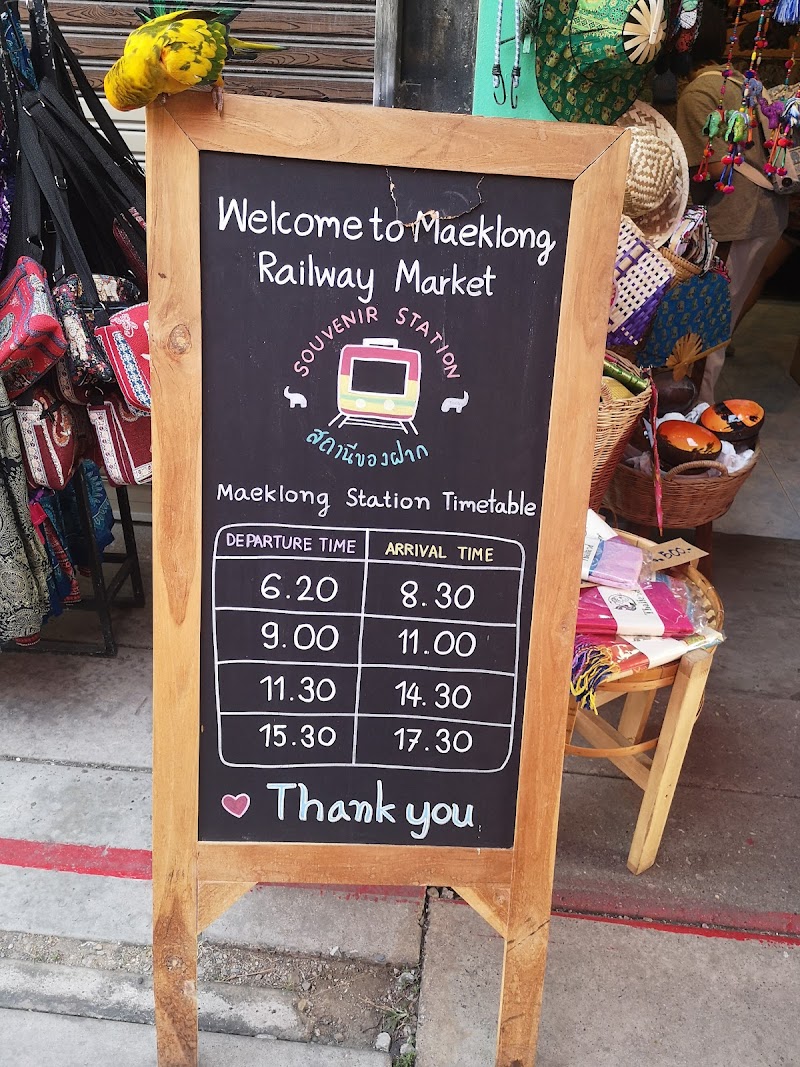 Welcome to Maeklong
Railway Market
SOUVENIR STATION
สถานีของฝาก
Maeklong Station Timetable
DEPARTURE TIME ARRIVAL TIME
6.20 8.30
9.00 11.00
11.30 14.30
15.30 17.30
Thank you